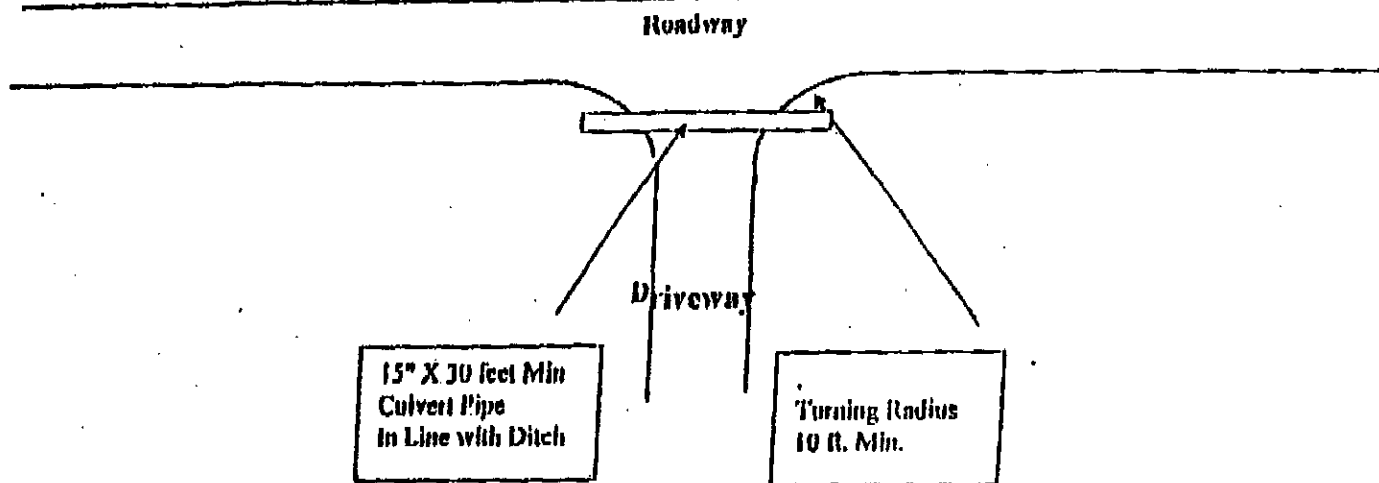 Roadway
Driveway
15" X 30 feet Min
Culvert Pipe
In Line with Ditch
Turning Radius
10 ft. Min.